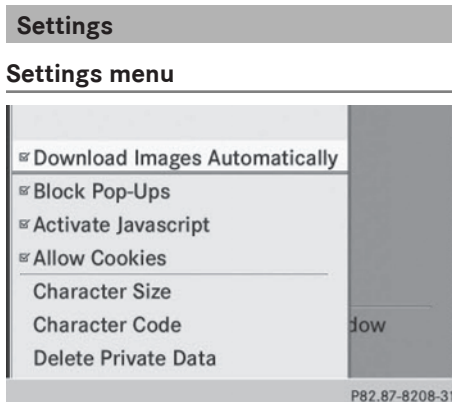 Settings
Settings menu
Download Images Automatically
Block Pop-Ups
Activate Javascript
Allow Cookies
Character Size
Character Code
dow
Delete Private Data
P82.87-8208-31